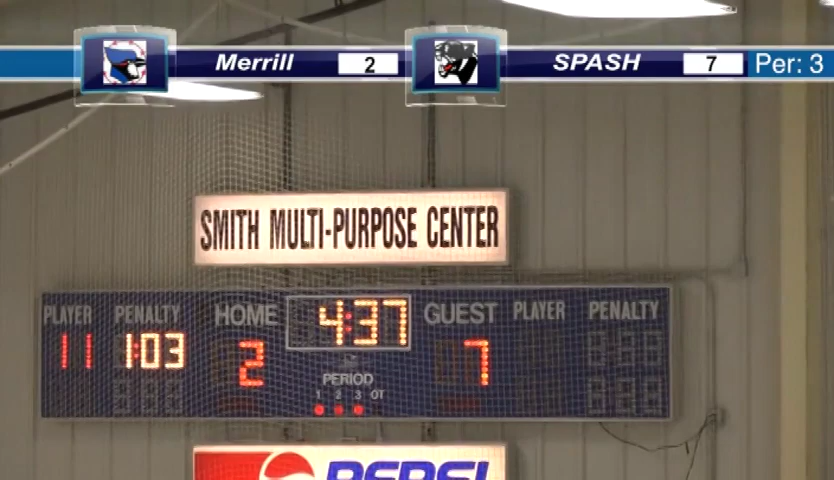 Merrill 2 SPASH 7 Per: 3
SMITH MULTI-PURPOSE CENTER
PLAYER PENALTY HOME 4:37 GUEST PLAYER PENALTY
11 1:03 2 7
PERIOD
1 2 3 OT
PEPSI